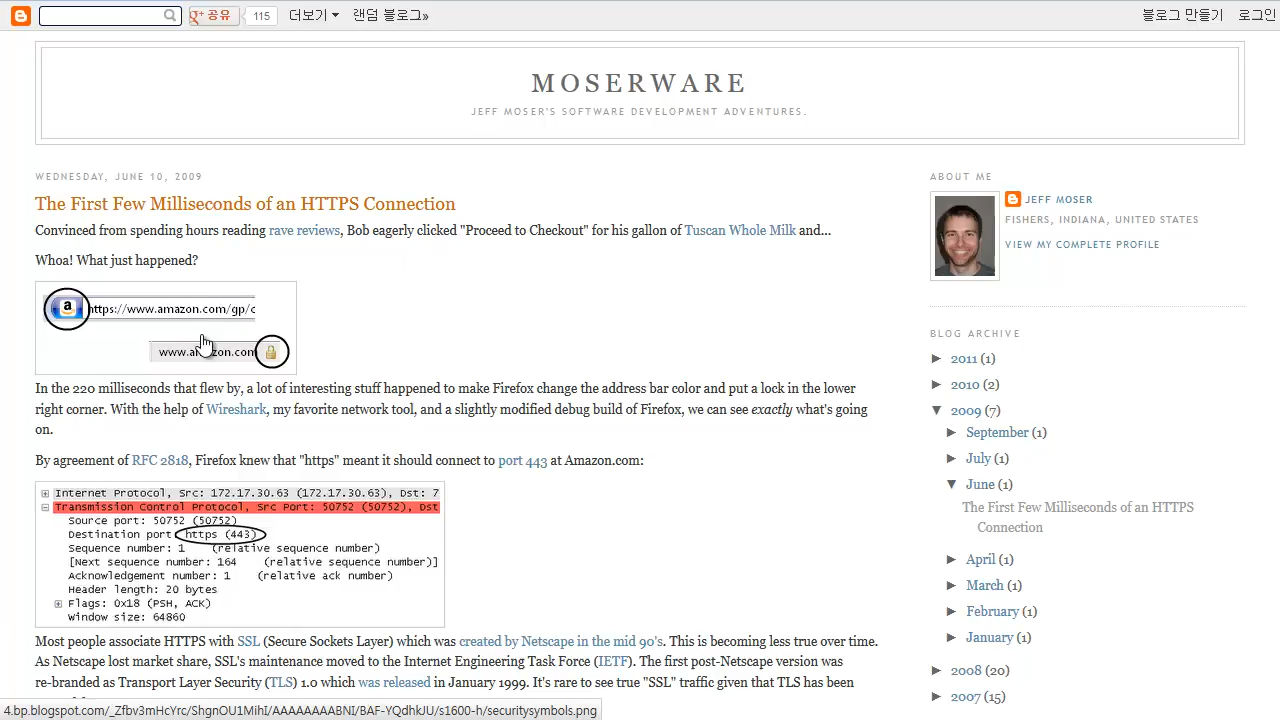 공유 115 더보기 랜덤 블로그» 블로그 만들기 로그인
MOSERWARE
JEFF MOSER'S SOFTWARE DEVELOPMENT ADVENTURES.
WEDNESDAY, JUNE 10, 2009
The First Few Milliseconds of an HTTPS Connection
Convinced from spending hours reading rave reviews, Bob eagerly clicked "Proceed to Checkout" for his gallon of Tuscan Whole Milk and...
Whoa! What just happened?
https://www.amazon.com/gp/c
www.amazon.com
In the 220 milliseconds that flew by, a lot of interesting stuff happened to make Firefox change the address bar color and put a lock in the lower
right corner. With the help of Wireshark, my favorite network tool, and a slightly modified debug build of Firefox, we can see exactly what's going
on.
By agreement of RFC 2818, Firefox knew that "https" meant it should connect to port 443 at Amazon.com:
Internet Protocol, Src: 172.17.30.63 (172.17.30.63), Dst: 7
Transmission Control Protocol, Src Port: 50752 (50752), Dst
Source port: 50752 (50752)
Destination port https (443)
Sequence number: 1 (relative sequence number)
[Next sequence number: 164 (relative sequence number)]
Acknowledgement number: 1 (relative ack number)
Header length: 20 bytes
Flags: 0x18 (PSH, ACK)
Window size: 64860
Most people associate HTTPS with SSL (Secure Sockets Layer) which was created by Netscape in the mid 90's. This is becoming less true over time.
As Netscape lost market share, SSL's maintenance moved to the Internet Engineering Task Force (IETF). The first post-Netscape version was
re-branded as Transport Layer Security (TLS) 1.0 which was released in January 1999. It's rare to see true "SSL" traffic given that TLS has been
4.bp.blogspot.com/_Zfbv3mHcYrc/ShgnOU1MihI/AAAAAAAABNI/BAF-YQdhkJU/s1600-h/securitysymbols.png
ABOUT ME
JEFF MOSER
FISHERS, INDIANA, UNITED STATES
VIEW MY COMPLETE PROFILE
BLOG ARCHIVE
► 2011 (1)
► 2010 (2)
▼ 2009 (7)
► September (1)
► July (1)
▼ June (1)
The First Few Milliseconds of an HTTPS
Connection
► April (1)
► March (1)
► February (1)
► January (1)
► 2008 (20)
► 2007 (15)